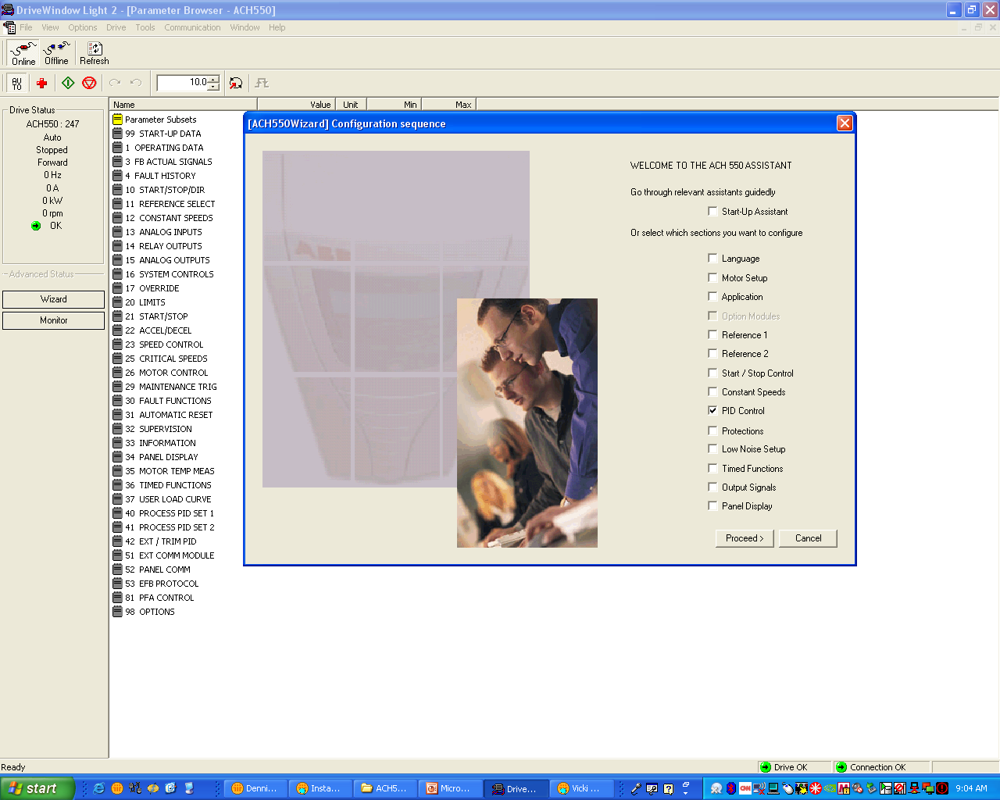 DriveWindow Light 2 - [Parameter Browser - ACH550]
File View Options Drive Tools Communication Window Help
Online Offline Refresh
AU TO 10.0
Name Value Unit Min Max
Drive Status
ACH550 : 247
Auto
Stopped
Forward
0 Hz
0 A
0 kW
0 rpm
OK
Advanced Status
Wizard
Monitor
Parameter Subsets
99 START-UP DATA
1 OPERATING DATA
3 FB ACTUAL SIGNALS
4 FAULT HISTORY
10 START/STOP/DIR
11 REFERENCE SELECT
12 CONSTANT SPEEDS
13 ANALOG INPUTS
14 RELAY OUTPUTS
15 ANALOG OUTPUTS
16 SYSTEM CONTROLS
17 OVERRIDE
20 LIMITS
21 START/STOP
22 ACCEL/DECEL
23 SPEED CONTROL
25 CRITICAL SPEEDS
26 MOTOR CONTROL
29 MAINTENANCE TRIG
30 FAULT FUNCTIONS
31 AUTOMATIC RESET
32 SUPERVISION
33 INFORMATION
34 PANEL DISPLAY
35 MOTOR TEMP MEAS
36 TIMED FUNCTIONS
37 USER LOAD CURVE
40 PROCESS PID SET 1
41 PROCESS PID SET 2
42 EXT / TRIM PID
51 EXT COMM MODULE
52 PANEL COMM
53 EFB PROTOCOL
81 PFA CONTROL
98 OPTIONS
[ACH550Wizard] Configuration sequence
WELCOME TO THE ACH 550 ASSISTANT
Go through relevant assistants guidedly
Start-Up Assistant
Or select which sections you want to configure
Language
Motor Setup
Application
Option Modules
Reference 1
Reference 2
Start / Stop Control
Constant Speeds
PID Control
Protections
Low Noise Setup
Timed Functions
Output Signals
Panel Display
Proceed > Cancel
Ready Drive OK Connection OK
start Denni... Insta... ACH5... Micro... Drive... Vicki ... 9:04 AM